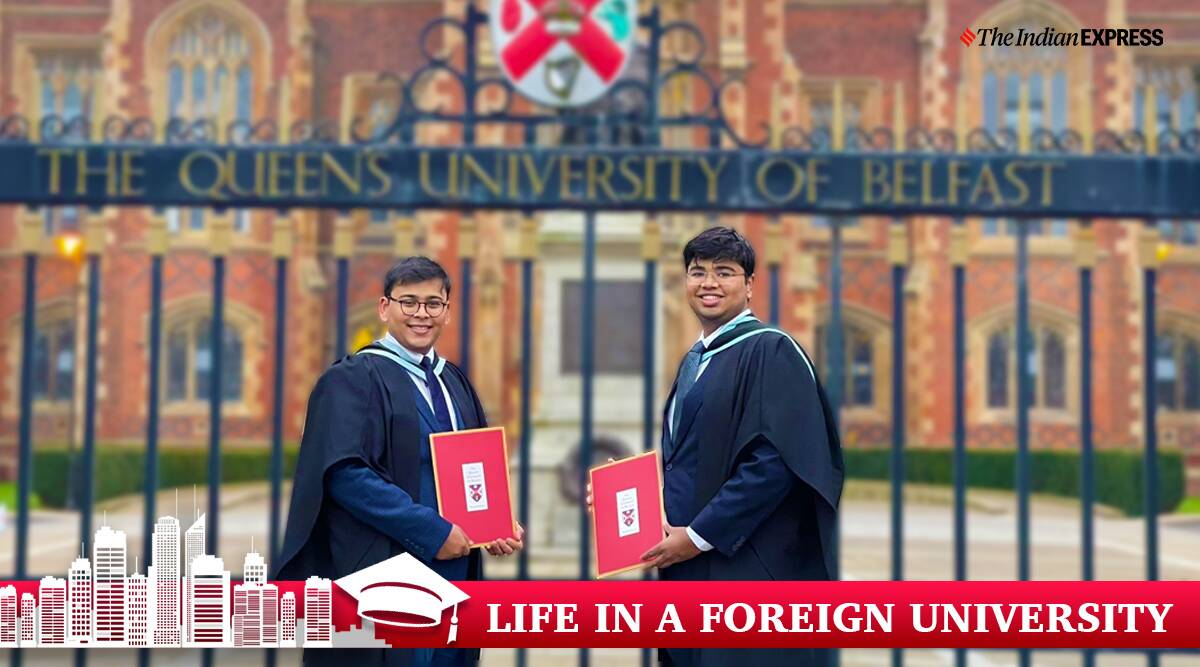 The Indian EXPRESS
THE QUEEN'S UNIVERSITY OF BELFAST
LIFE IN A FOREIGN UNIVERSITY